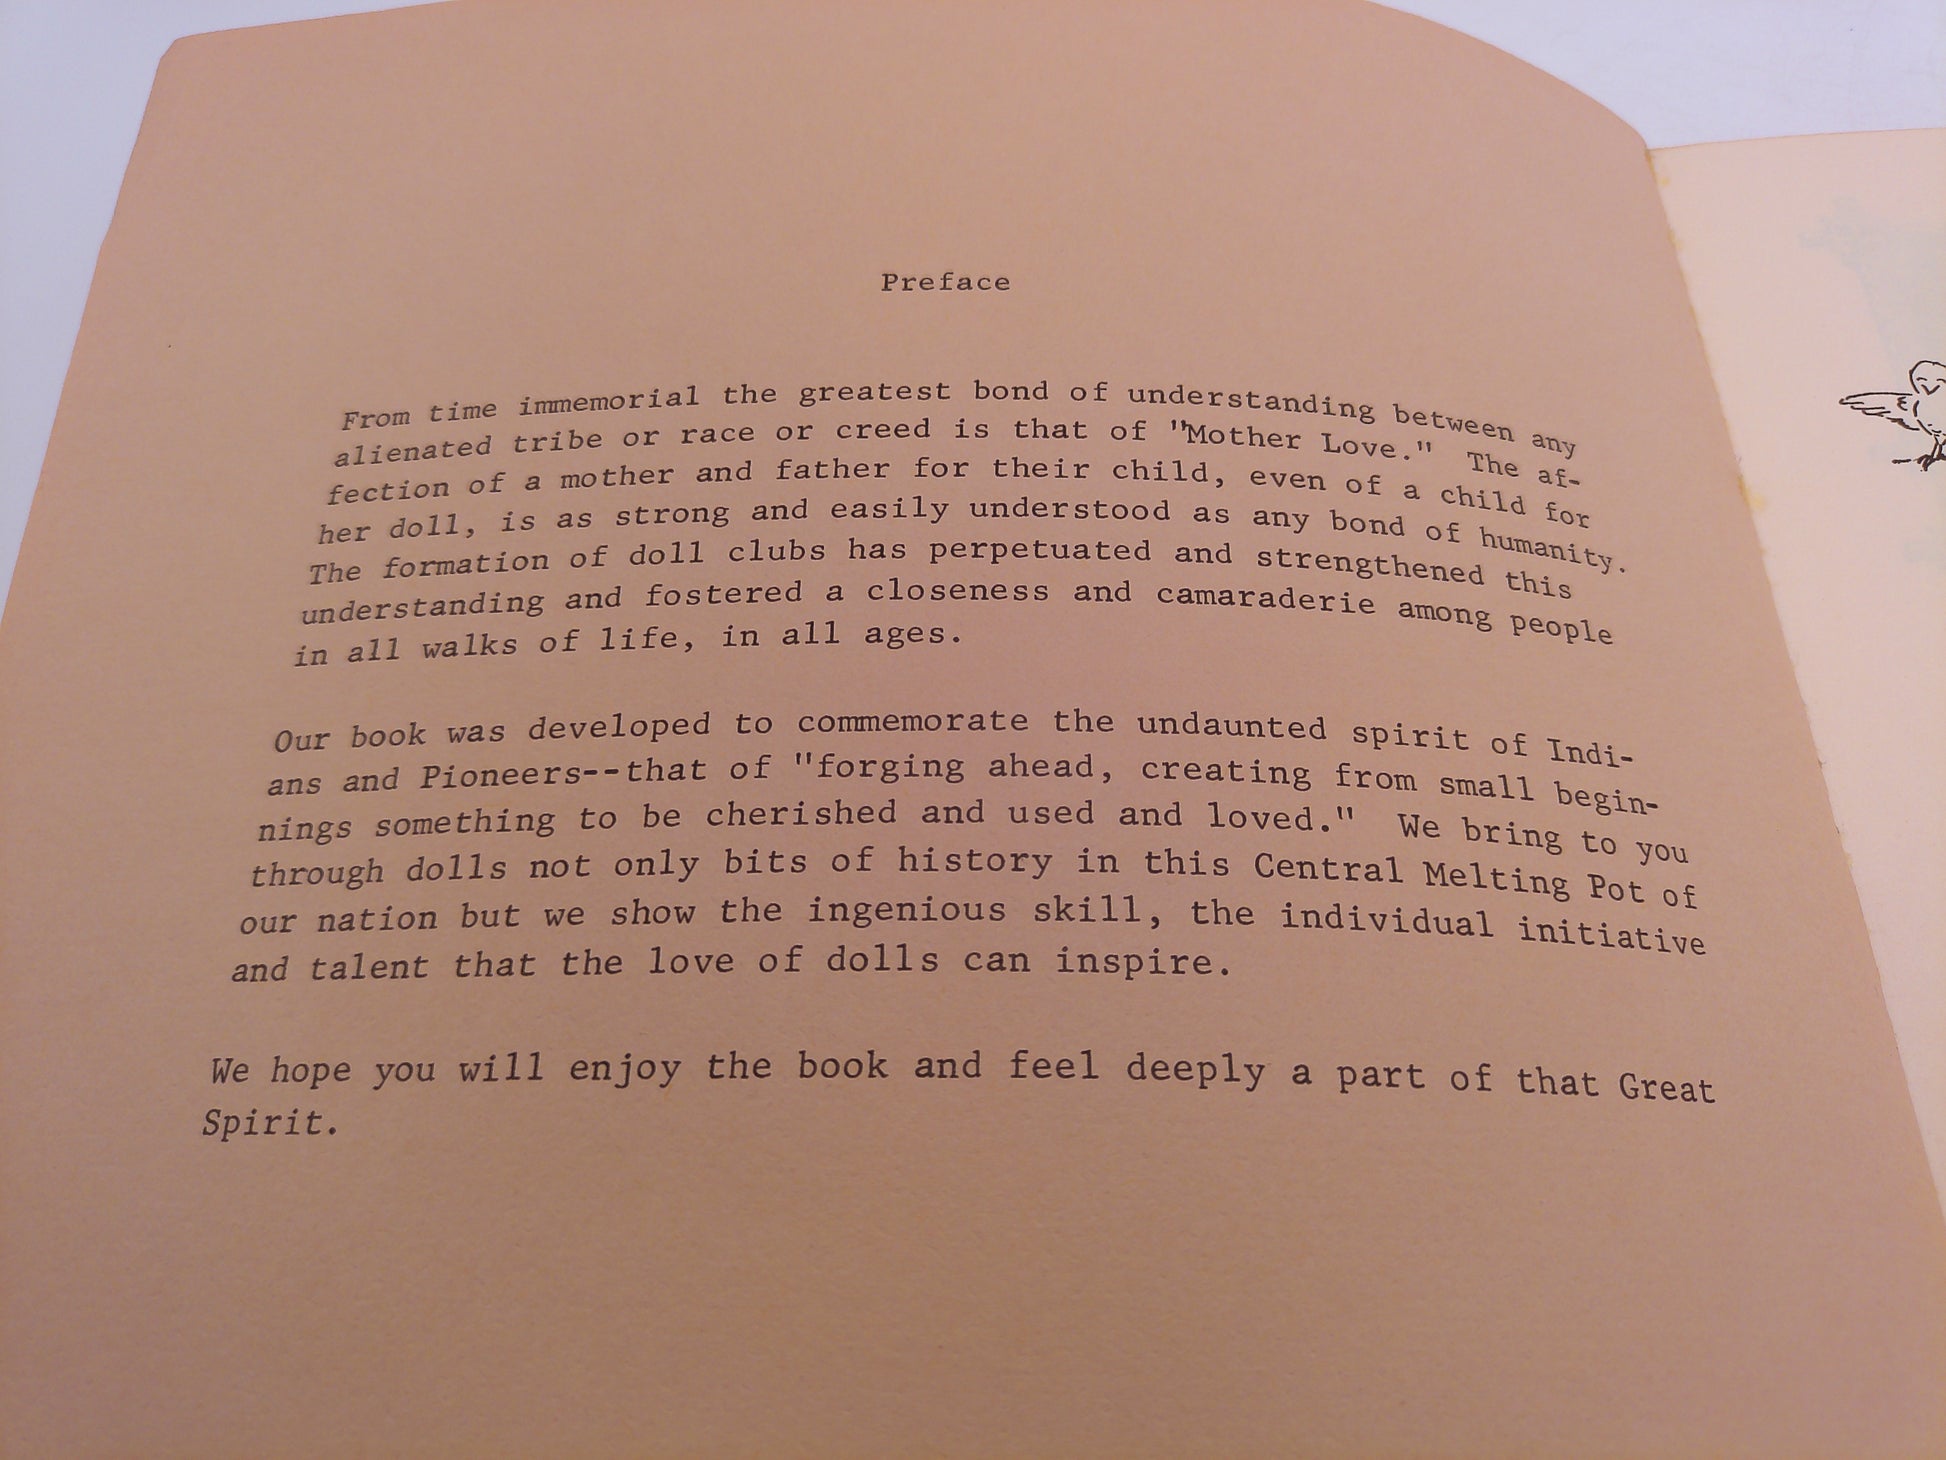 Preface
From time immemorial the greatest bond of understanding between any
alienated tribe or race or creed is that of "Mother Love."  The af-
fection of a mother and father for their child, even of a child for
her doll, is as strong and easily understood as any bond of humanity.
The formation of doll clubs has perpetuated and strengthened this
understanding and fostered a closeness and camaraderie among people
in all walks of life, in all ages.
Our book was developed to commemorate the undaunted spirit of Indi-
ans and Pioneers--that of "forging ahead, creating from small begin-
nings something to be cherished and used and loved."  We bring to you
through dolls not only bits of history in this Central Melting Pot of
our nation but we show the ingenious skill, the individual initiative
and talent that the love of dolls can inspire.
We hope you will enjoy the book and feel deeply a part of that Great
Spirit.